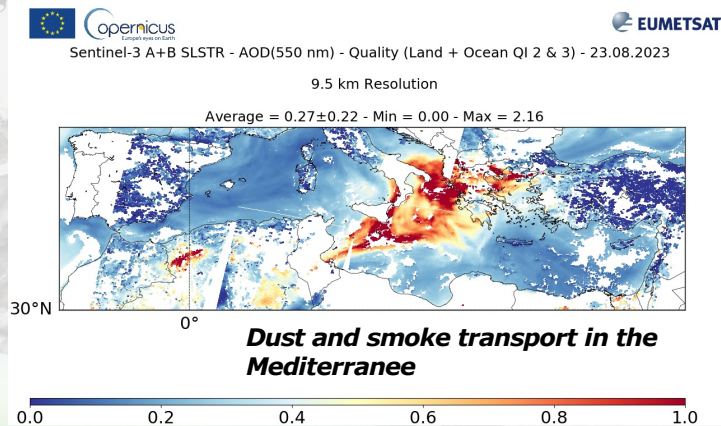 opernicus
Europe's eyes on Earth
EUMETSAT
Sentinel-3 A+B SLSTR - AOD(550 nm) - Quality (Land + Ocean QI 2 & 3) - 23.08.2023
9.5 km Resolution
Average = 0.27±0.22 - Min = 0.00 - Max = 2.16
30°N
0°
Dust and smoke transport in the
Mediterranee
0.0 0.2 0.4 0.6 0.8 1.0